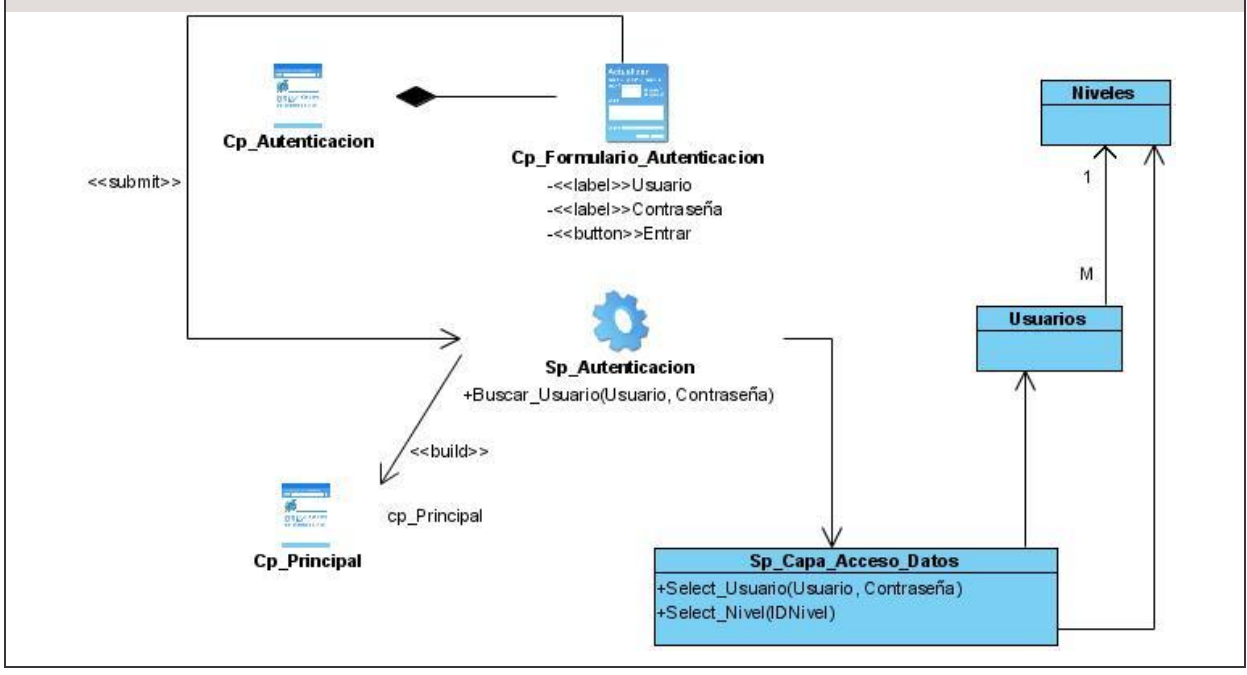 Actualizar
Niveles
Cp_Autenticacion
Cp_Formulario_Autenticacion
<<submit>>
1
-<<label>>Usuario
-<<label>>Contraseña
-<<button>>Entrar
M
Usuarios
Sp_Autenticacion
+Buscar_Usuario(Usuario, Contraseña)
<<build>>
cp_Principal
Cp_Principal
Sp_Capa_Acceso_Datos
+Select_Usuario(Usuario, Contraseña)
+Select_Nivel(IDNivel)